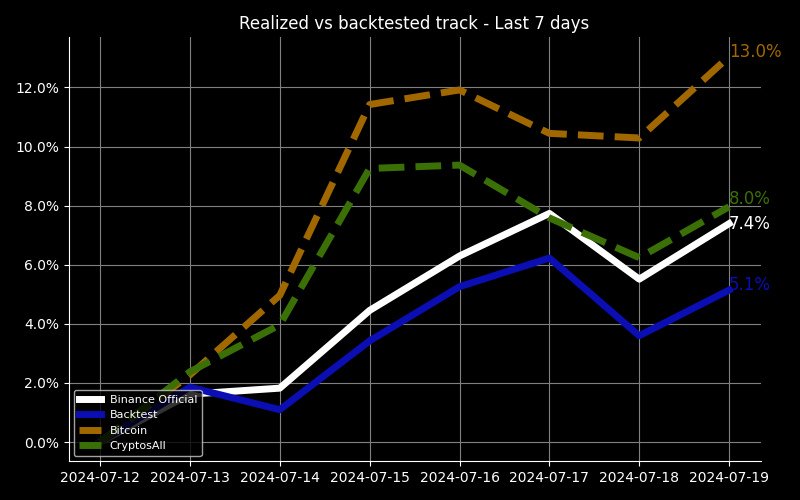 Realized vs backtested track - Last 7 days
13.0%
12.0%
10.0%
8.0%
8.0%
7.4%
6.0%
5.1%
4.0%
2.0%
Binance Official
Backtest
Bitcoin
CryptosAll
0.0%
2024-07-12 2024-07-13 2024-07-14 2024-07-15 2024-07-16 2024-07-17 2024-07-18 2024-07-19